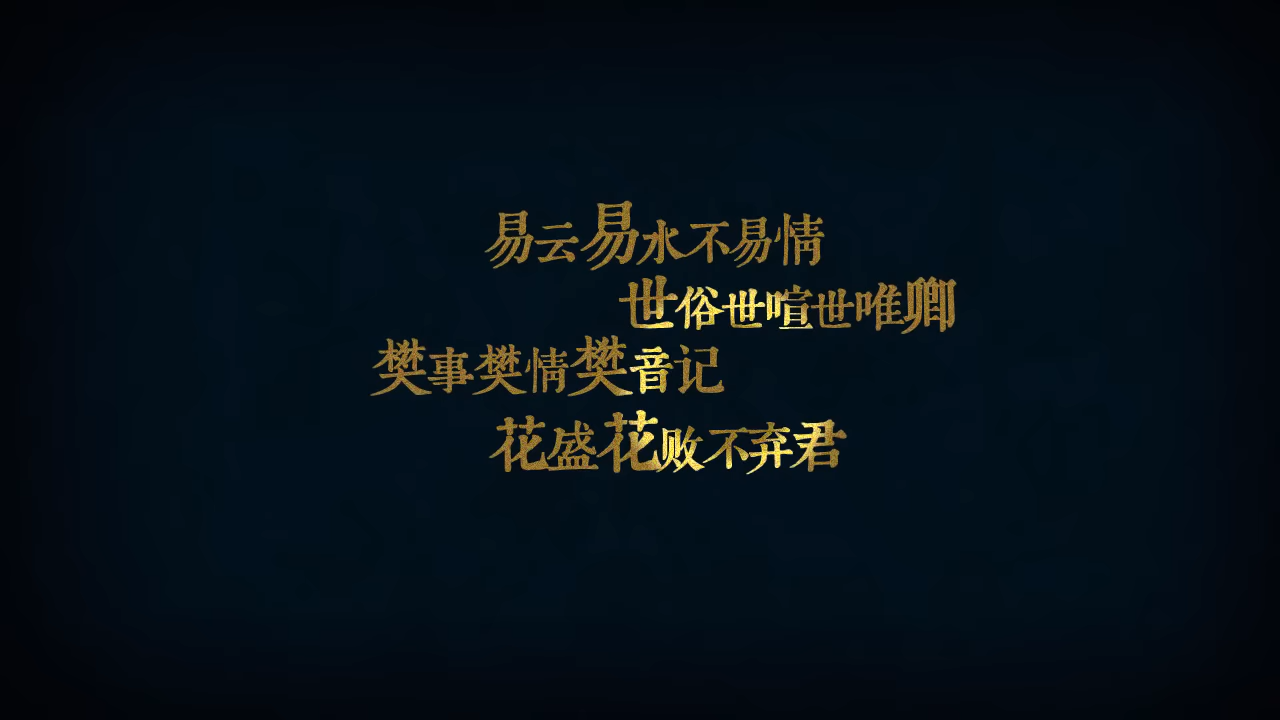 易云易水不易情
世俗世喧世唯卿
樊事樊情樊音记
花盛花败不弃君